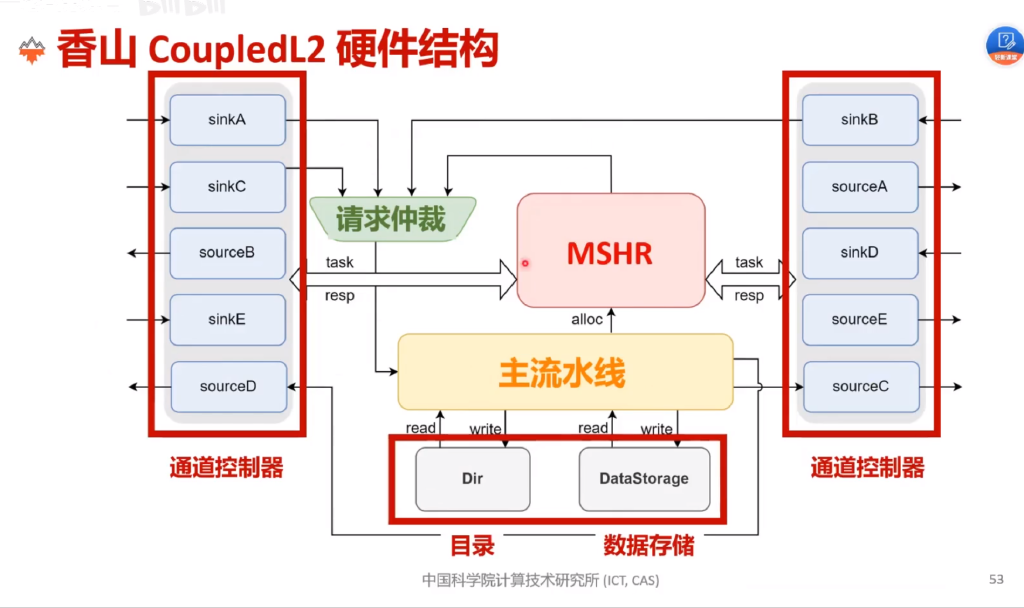 bilibili
香山 CoupledL2 硬件结构
sinkA
sinkC
sourceB
sinkE
sourceD
通道控制器
请求仲裁
task
resp
MSHR
task
resp
alloc
主流水线
read
write
read
write
Dir
DataStorage
目录
数据存储
sinkB
sourceA
sinkD
sourceE
sourceC
通道控制器
中国科学院计算技术研究所 (ICT, CAS)
53